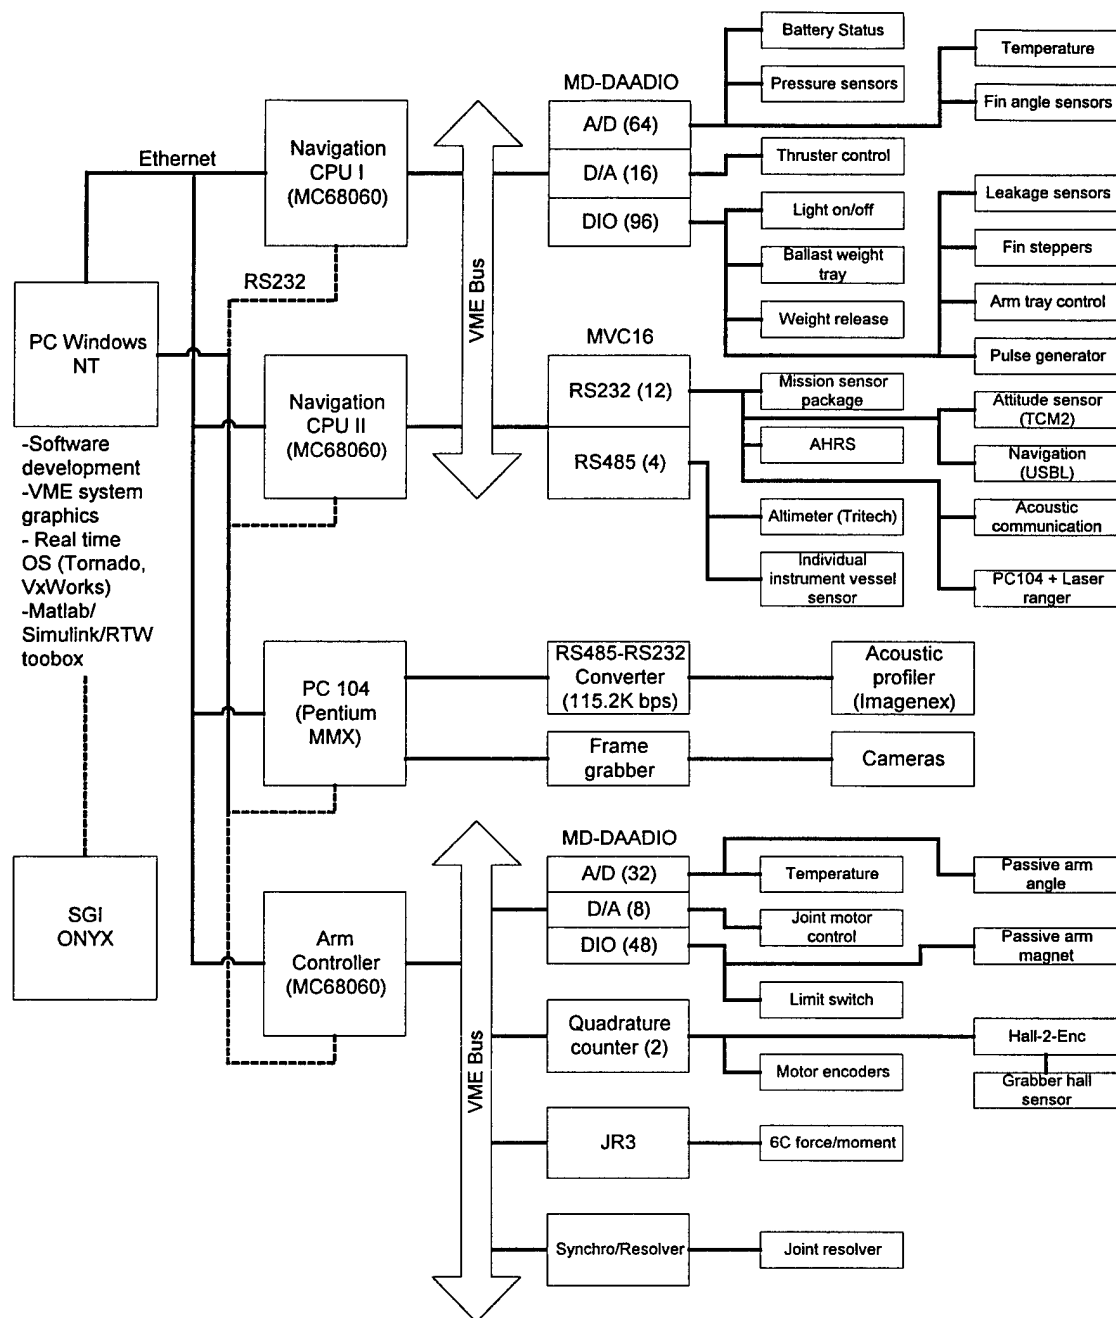 Ethernet
RS232
PC Windows
NT
-Software
development
-VME system
graphics
- Real time
OS (Tornado,
VxWorks)
-Matlab/
Simulink/RTW
toobox
SGI
ONYX
Navigation
CPU I
(MC68060)
Navigation
CPU II
(MC68060)
PC 104
(Pentium
MMX)
Arm
Controller
(MC68060)
VME Bus
MD-DAADIO
A/D (64)
D/A (16)
DIO (96)
Battery Status
Pressure sensors
Temperature
Fin angle sensors
Thruster control
Light on/off
Ballast weight
tray
Weight release
Leakage sensors
Fin steppers
Arm tray control
Pulse generator
MVC16
RS232 (12)
RS485 (4)
Mission sensor
package
AHRS
Altimeter (Tritech)
Individual
instrument vessel
sensor
Attitude sensor
(TCM2)
Navigation
(USBL)
Acoustic
communication
PC104 + Laser
ranger
RS485-RS232
Converter
(115.2K bps)
Acoustic
profiler
(Imagenex)
Frame
grabber
Cameras
VME Bus
MD-DAADIO
A/D (32)
D/A (8)
DIO (48)
Temperature
Joint motor
control
Limit switch
Passive arm
angle
Passive arm
magnet
Quadrature
counter (2)
Motor encoders
Hall-2-Enc
Grabber hall
sensor
JR3
6C force/moment
Synchro/Resolver
Joint resolver